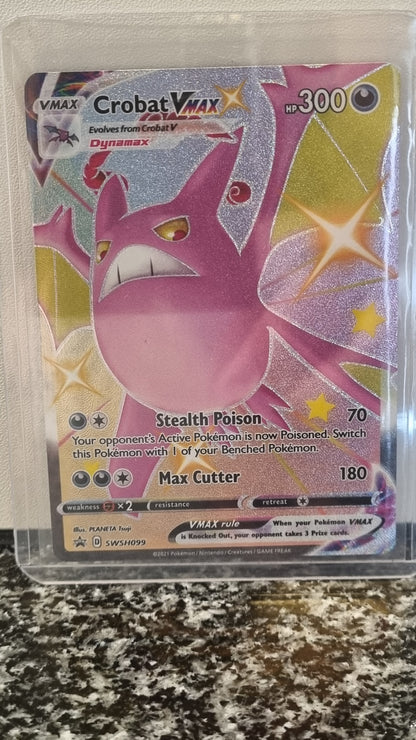 VMAX Crobat VMAX HP 300
Evolves from Crobat V
Dynamax
Stealth Poison 70
Your opponent's Active Pokémon is now Poisoned. Switch
this Pokémon with 1 of your Benched Pokémon.
Max Cutter 180
weakness ×2 resistance retreat
Illus. PLANETA Tsuji
VMAX rule When your Pokémon VMAX
is Knocked Out, your opponent takes 3 Prize cards.
D SWSH099
©2021 Pokémon / Nintendo / Creatures / GAME FREAK